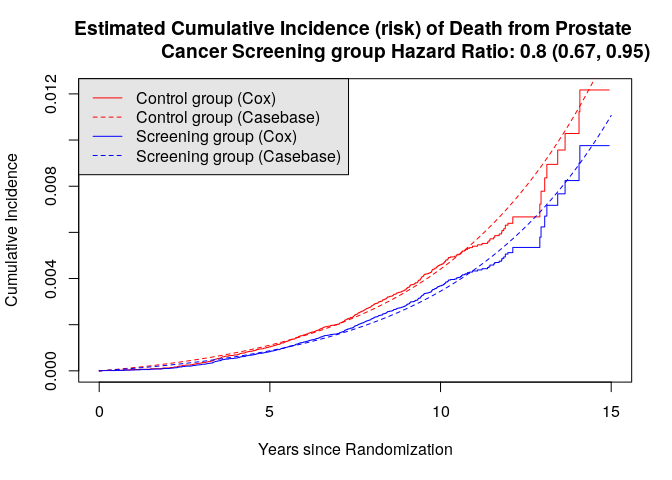 Estimated Cumulative Incidence (risk) of Death from Prostate
Cancer Screening group Hazard Ratio: 0.8 (0.67, 0.95)
Control group (Cox)
Control group (Casebase)
Screening group (Cox)
Screening group (Casebase)
Cumulative Incidence
0.012
0.008
0.004
0.000
0
5
10
15
Years since Randomization